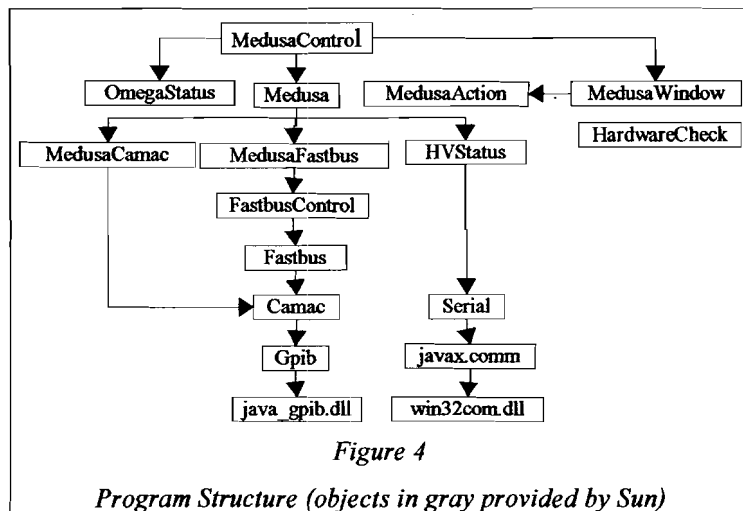 MedusaControl
OmegaStatus
Medusa
MedusaAction
MedusaWindow
HardwareCheck
MedusaCamac
MedusaFastbus
HVStatus
FastbusControl
Fastbus
Camac
Serial
Gpib
javax.comm
java_gpib.dll
win32com.dll
Figure 4
Program Structure (objects in gray provided by Sun)